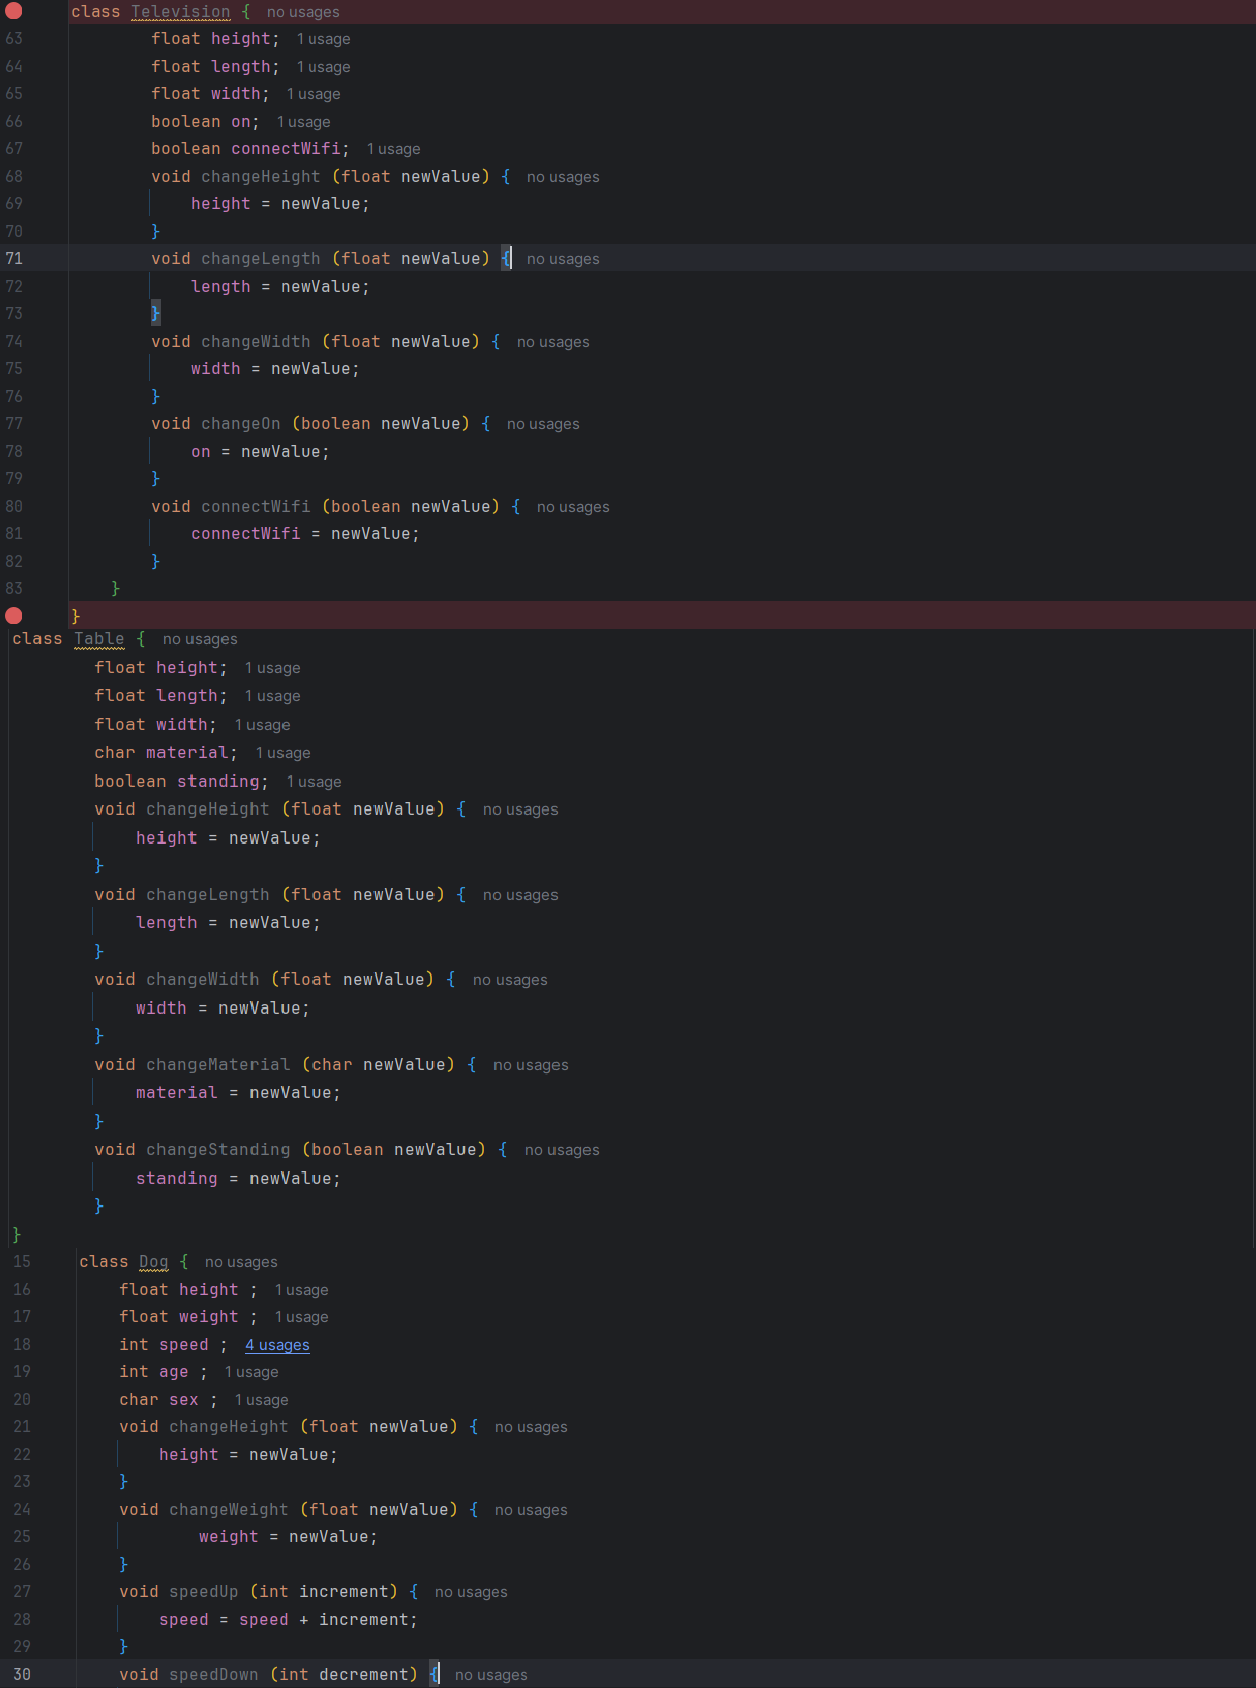 class Television { no usages
63 float height; 1 usage
64 float length; 1 usage
65 float width; 1 usage
66 boolean on; 1 usage
67 boolean connectWifi; 1 usage
68 void changeHeight (float newValue) { no usages
69 height = newValue;
70 }
71 void changeLength (float newValue) { no usages
72 length = newValue;
73 }
74 void changeWidth (float newValue) { no usages
75 width = newValue;
76 }
77 void changeOn (boolean newValue) { no usages
78 on = newValue;
79 }
80 void connectWifi (boolean newValue) { no usages
81 connectWifi = newValue;
82 }
83 }
}
class Table { no usages
float height; 1 usage
float length; 1 usage
float width; 1 usage
char material; 1 usage
boolean standing; 1 usage
void changeHeight (float newValue) { no usages
height = newValue;
}
void changeLength (float newValue) { no usages
length = newValue;
}
void changeWidth (float newValue) { no usages
width = newValue;
}
void changeMaterial (char newValue) { no usages
material = newValue;
}
void changeStanding (boolean newValue) { no usages
standing = newValue;
}
}
15 class Dog { no usages
16 float height ; 1 usage
17 float weight ; 1 usage
18 int speed ; 4 usages
19 int age ; 1 usage
20 char sex ; 1 usage
21 void changeHeight (float newValue) { no usages
22 height = newValue;
23 }
24 void changeWeight (float newValue) { no usages
25 weight = newValue;
26 }
27 void speedUp (int increment) { no usages
28 speed = speed + increment;
29 }
30 void speedDown (int decrement) { no usages